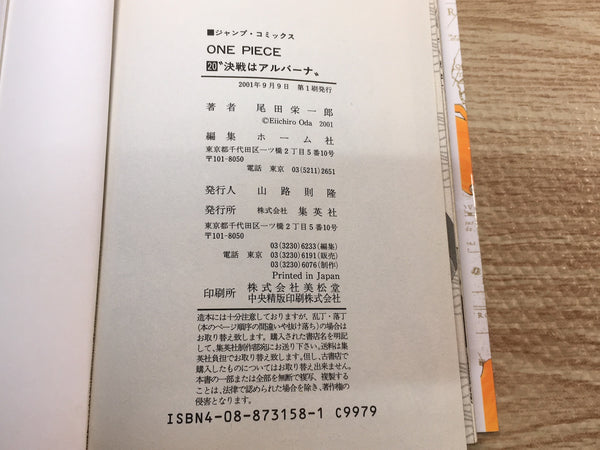 ■ジャンプ・コミックス
ONE PIECE
20〝決戦はアルバーナ〟
2001年9月9日 第1刷発行
著者 尾田栄一郎
©Eiichiro Oda 2001
編集 ホーム社
東京都千代田区一ツ橋2丁目5番10号
〒101-8050
電話 東京 03(5211)2651
発行人 山路則隆
発行所 株式会社 集英社
東京都千代田区一ツ橋2丁目5番10号
〒101-8050
03(3230)6233(編集)
電話 東京 03(3230)6191(販売)
03(3230)6076(制作)
Printed in Japan
印刷所 株式会社美松堂
中央精版印刷株式会社
造本には十分注意しておりますが、乱丁・落丁
(本のページ順序の間違いや抜け落ち)の場合は
お取り替え致します。購入された書店名を明記
して、集英社制作部宛にお送り下さい。送料は集
英社負担でお取り替え致します。但し、古書店で
購入したものについてはお取り替え出来ません。
本書の一部または全部を無断で複写、複製する
ことは、法律で認められた場合を除き、著作権の
侵害となります。
ISBN4-08-873158-1 C9979